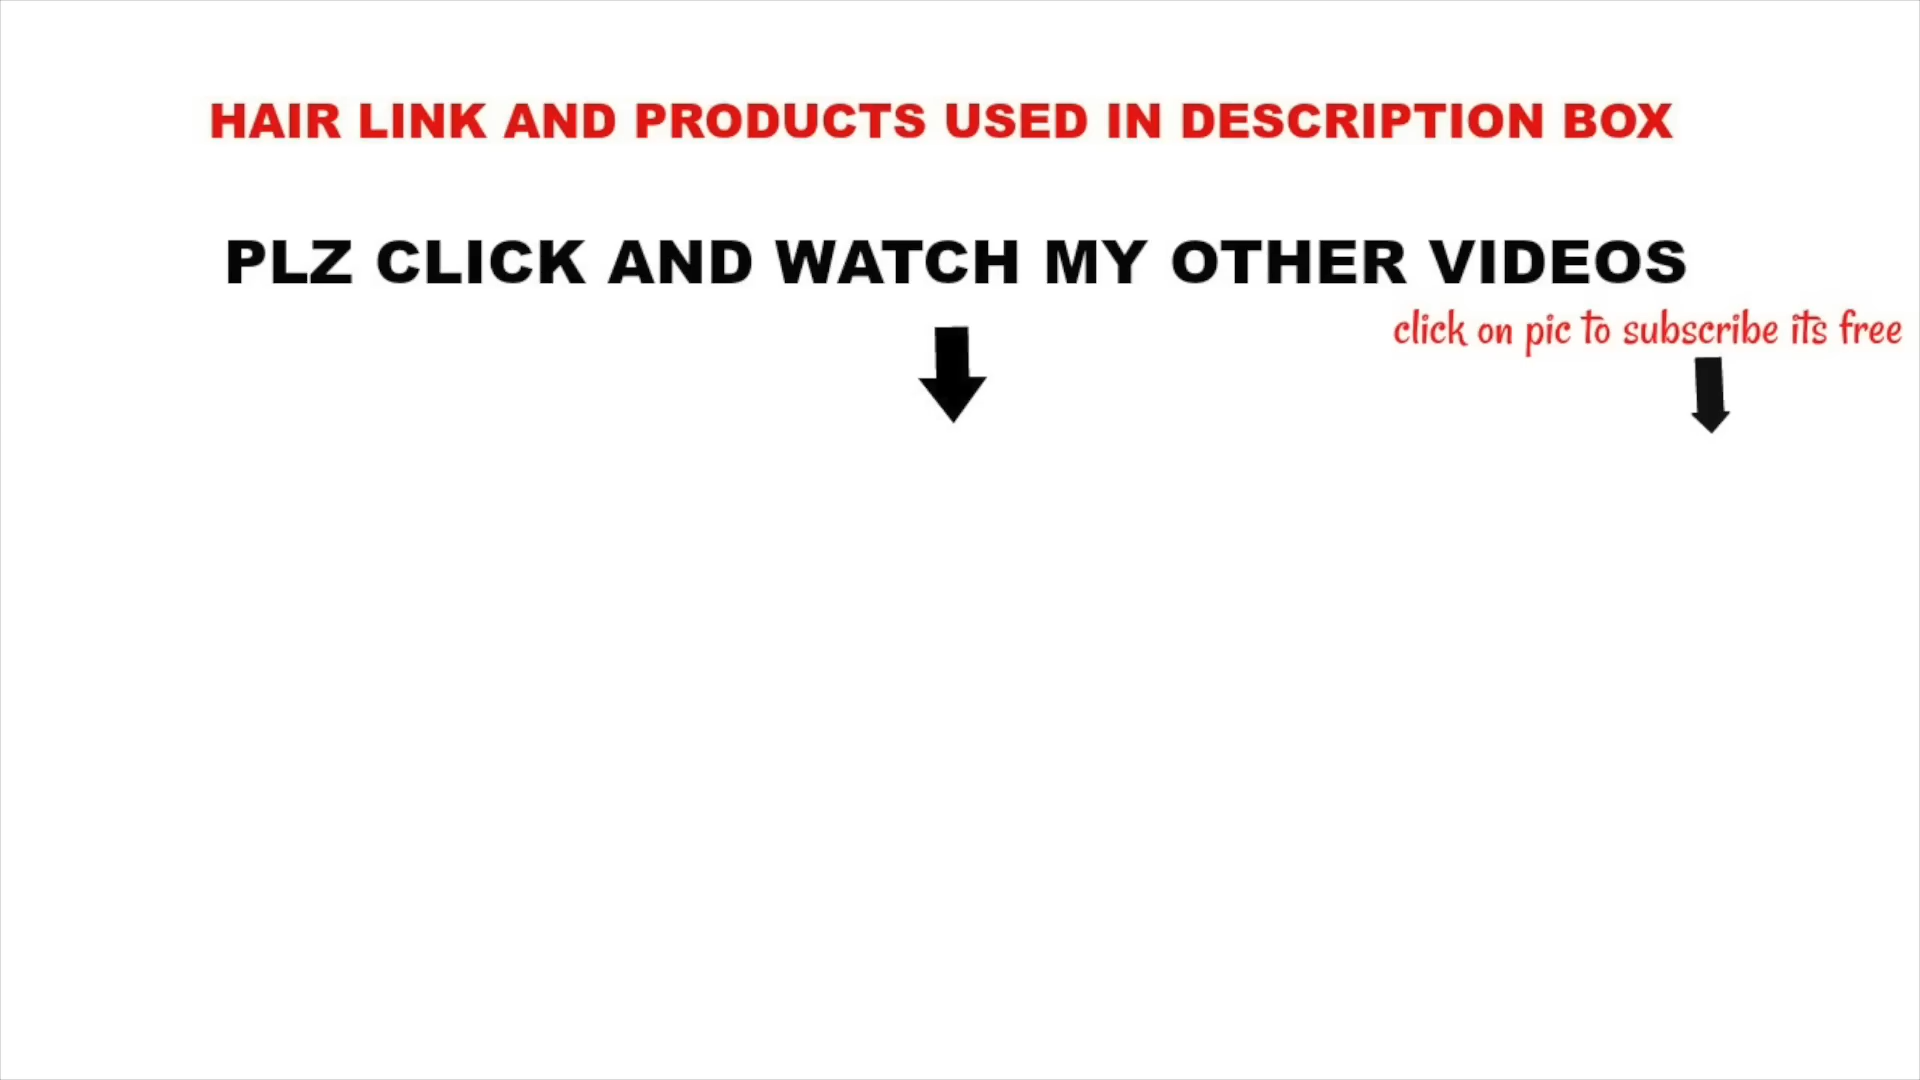 HAIR LINK AND PRODUCTS USED IN DESCRIPTION BOX
PLZ CLICK AND WATCH MY OTHER VIDEOS
click on pic to subscribe its free